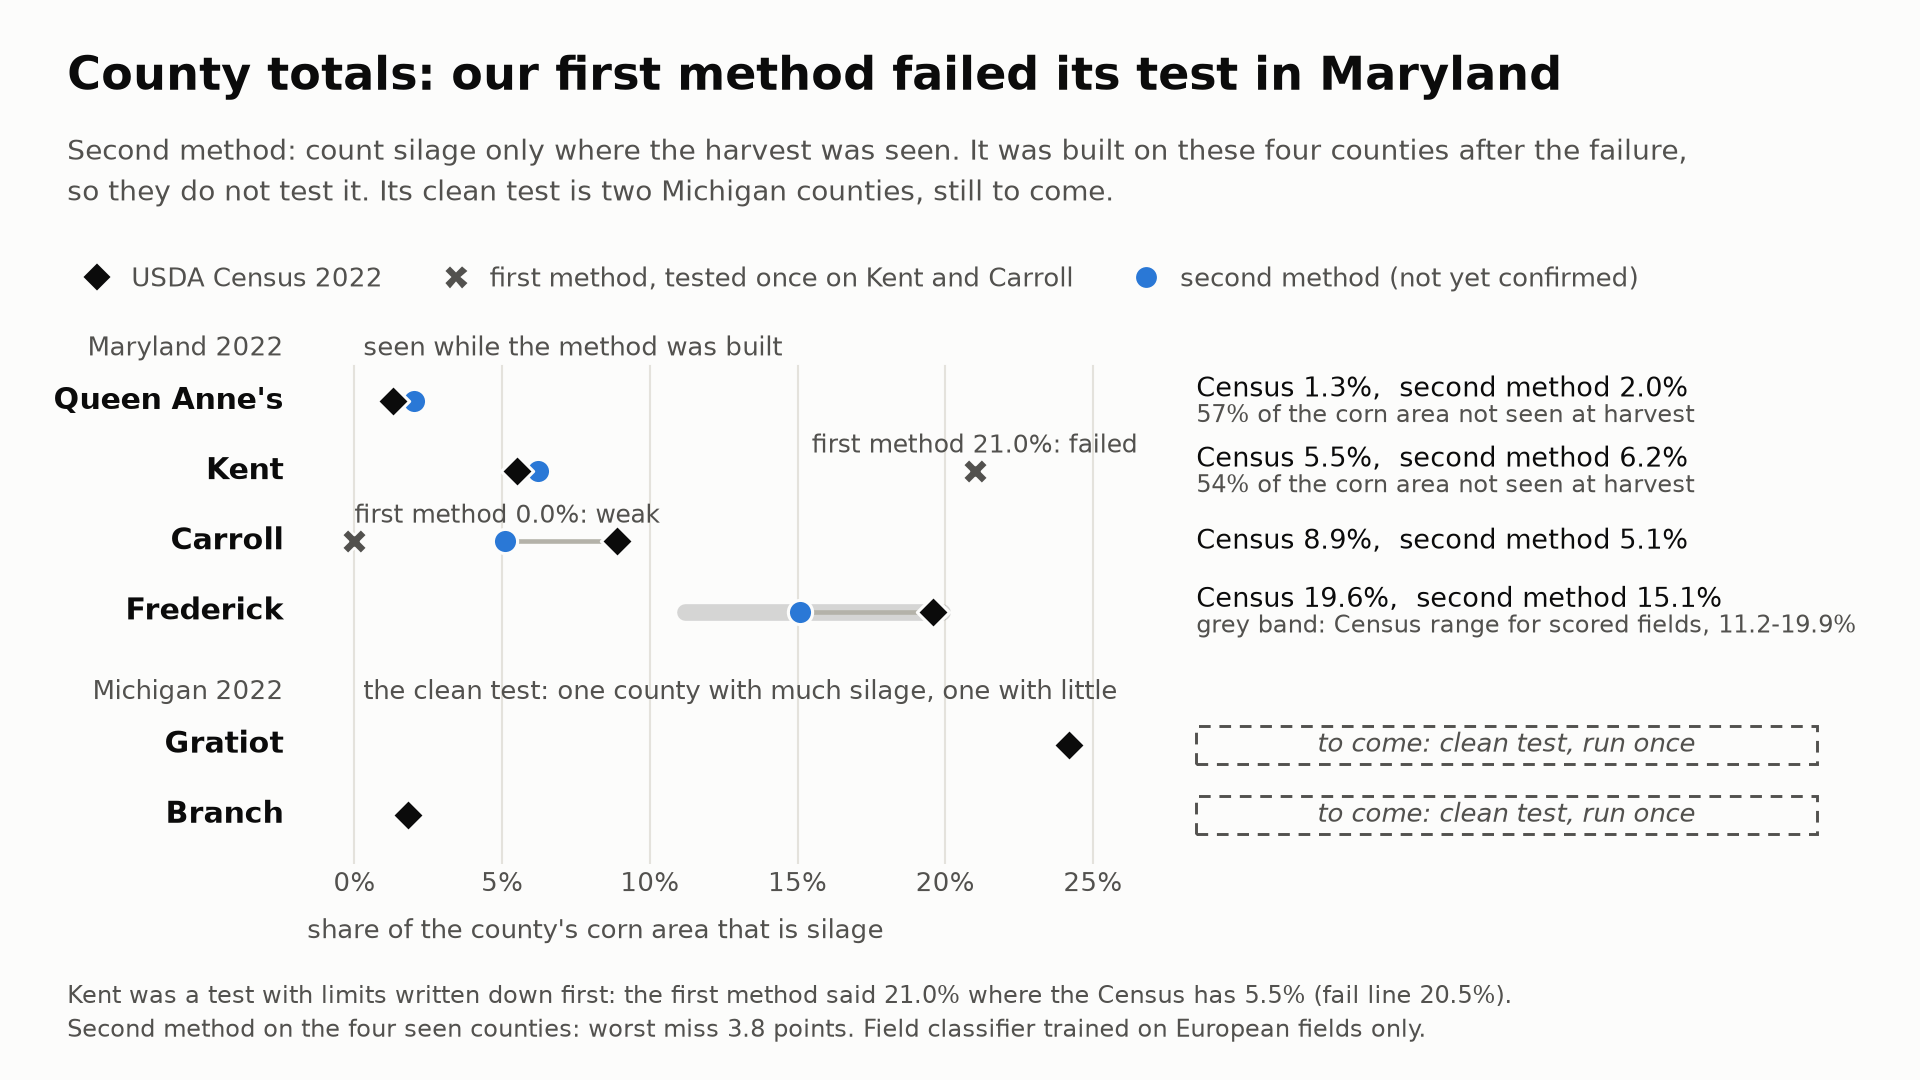 County totals: our first method failed its test in Maryland
Second method: count silage only where the harvest was seen. It was built on these four counties after the failure,
so they do not test it. Its clean test is two Michigan counties, still to come.
USDA Census 2022
first method, tested once on Kent and Carroll
second method (not yet confirmed)
Maryland 2022
seen while the method was built
Queen Anne's
Census 1.3%, second method 2.0%
57% of the corn area not seen at harvest
first method 21.0%: failed
Kent
Census 5.5%, second method 6.2%
54% of the corn area not seen at harvest
first method 0.0%: weak
Carroll
Census 8.9%, second method 5.1%
Frederick
Census 19.6%, second method 15.1%
grey band: Census range for scored fields, 11.2-19.9%
Michigan 2022
the clean test: one county with much silage, one with little
Gratiot
to come: clean test, run once
Branch
to come: clean test, run once
0% 5% 10% 15% 20% 25%
share of the county's corn area that is silage
Kent was a test with limits written down first: the first method said 21.0% where the Census has 5.5% (fail line 20.5%).
Second method on the four seen counties: worst miss 3.8 points. Field classifier trained on European fields only.